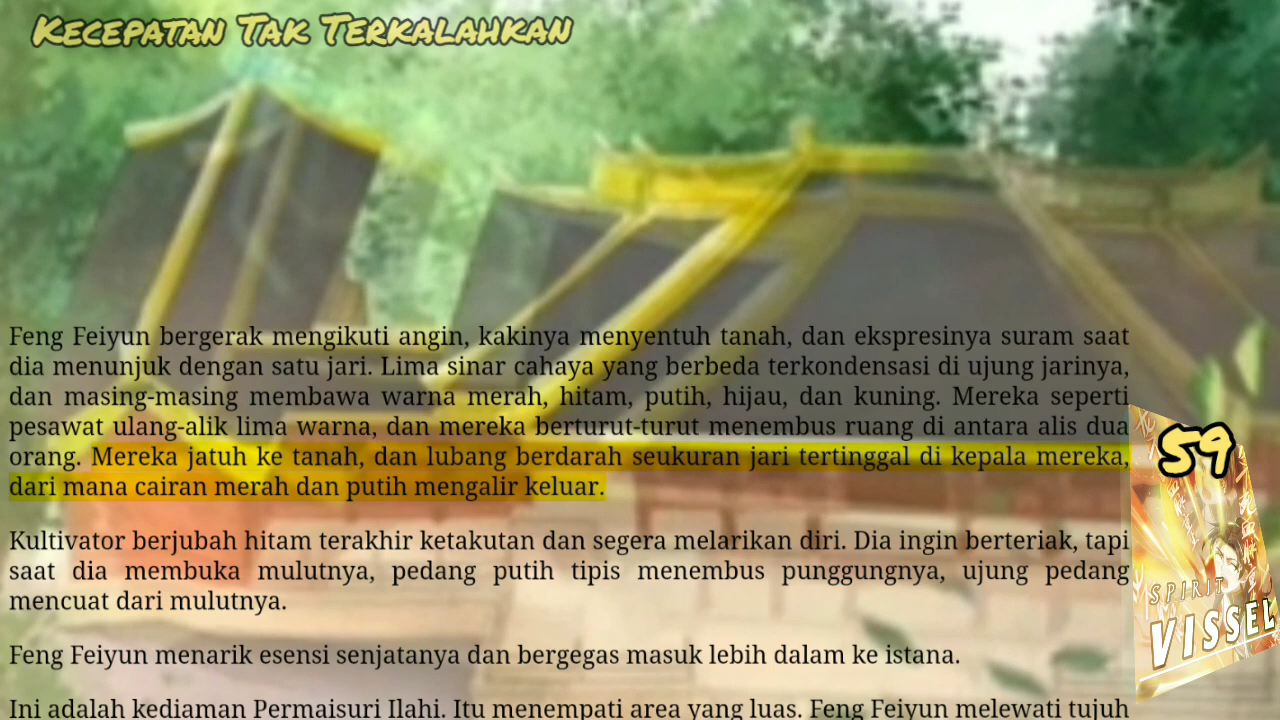 Kecepatan Tak Terkalahkan
Feng Feiyun bergerak mengikuti angin, kakinya menyentuh tanah, dan ekspresinya suram saat
dia menunjuk dengan satu jari. Lima sinar cahaya yang berbeda terkondensasi di ujung jarinya,
dan masing-masing membawa warna merah, hitam, putih, hijau, dan kuning. Mereka seperti
pesawat ulang-alik lima warna, dan mereka berturut-turut menembus ruang di antara alis dua
orang. Mereka jatuh ke tanah, dan lubang berdarah seukuran jari tertinggal di kepala mereka,
dari mana cairan merah dan putih mengalir keluar.
59
Kultivator berjubah hitam terakhir ketakutan dan segera melarikan diri. Dia ingin berteriak, tapi
saat dia membuka mulutnya, pedang putih tipis menembus punggungnya, ujung pedang
mencuat dari mulutnya.
SPIRIT
VISSEL
Feng Feiyun menarik esensi senjatanya dan bergegas masuk lebih dalam ke istana.
Ini adalah kediaman Permaisuri Ilahi. Itu menempati area yang luas. Feng Feiyun melewati tujuh